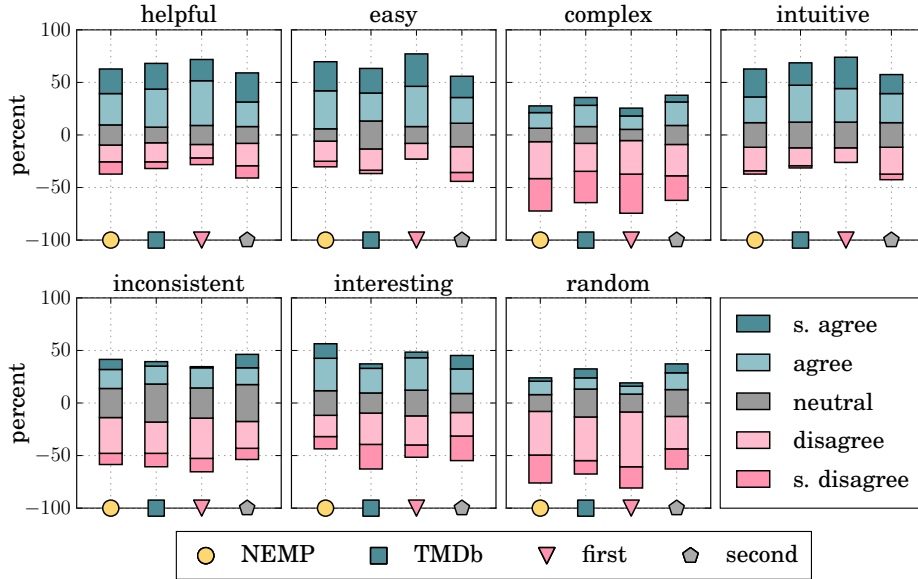 helpful easy complex intuitive
100
50
0
−50
−100
percent
inconsistent interesting random
100
50
0
−50
−100
percent
s. agree
agree
neutral
disagree
s. disagree
NEMP TMDb first second